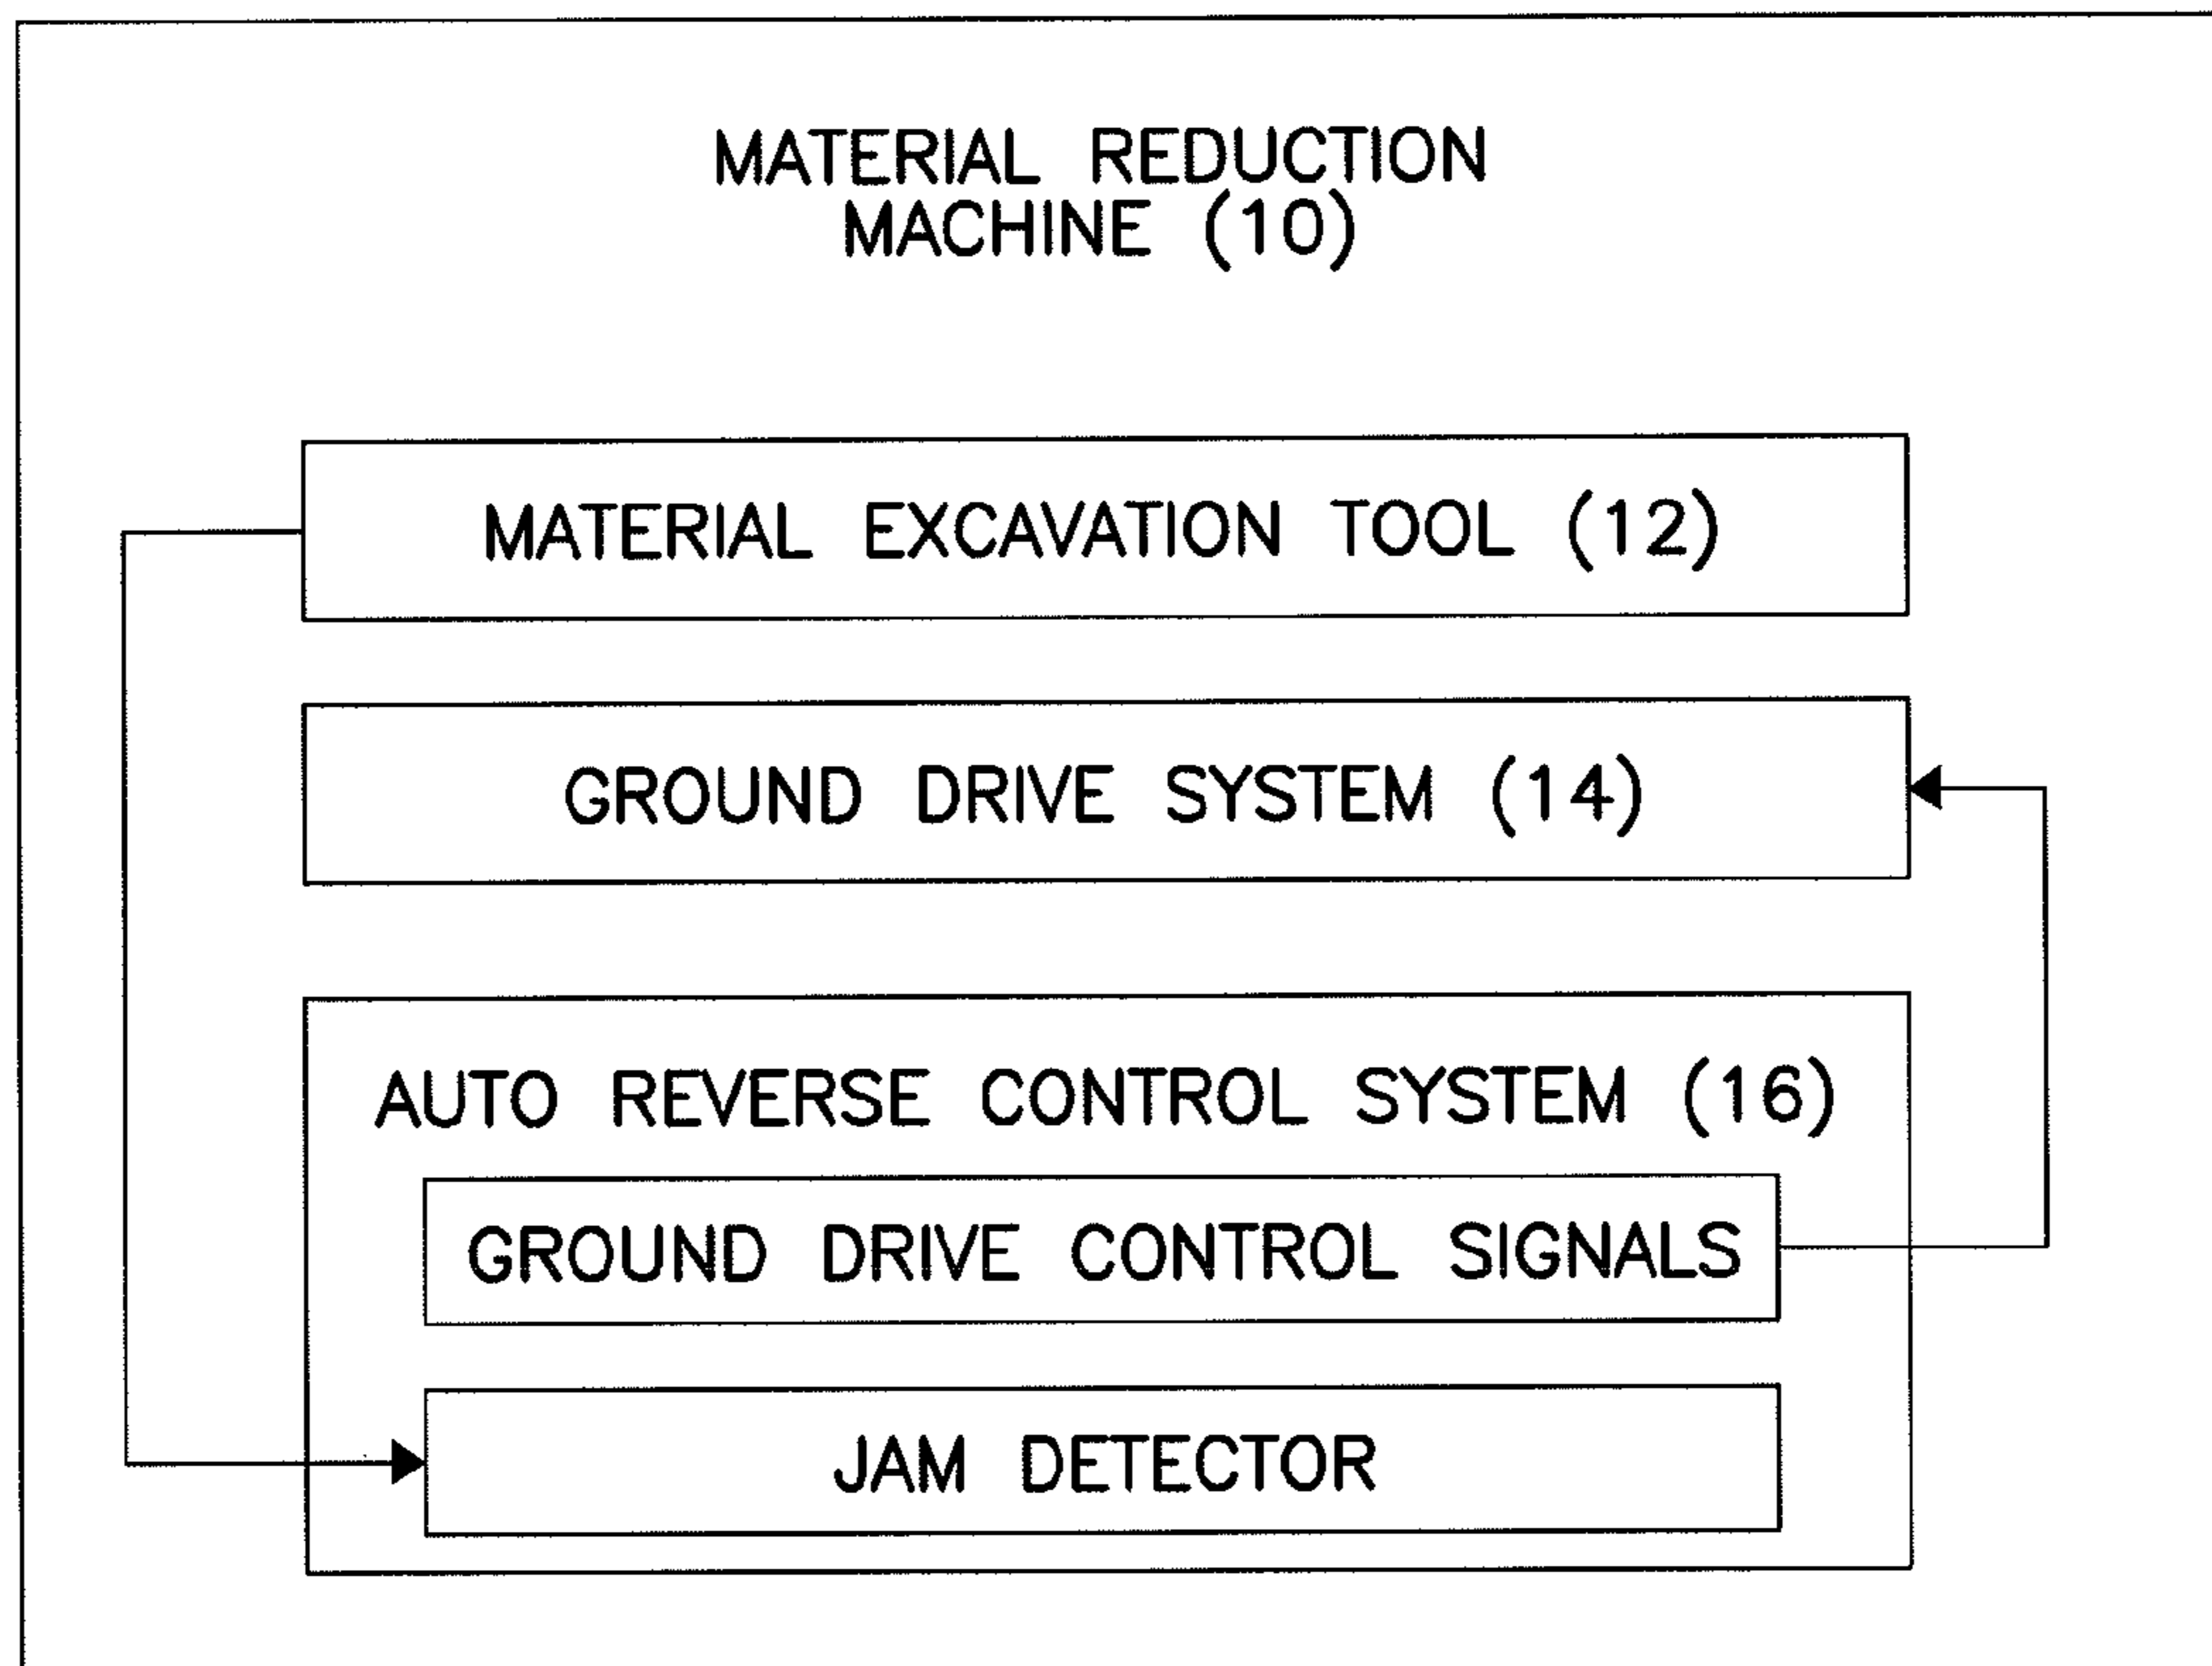 MATERIAL REDUCTION
MACHINE (10)
MATERIAL EXCAVATION TOOL (12)
GROUND DRIVE SYSTEM (14)
AUTO REVERSE CONTROL SYSTEM (16)
GROUND DRIVE CONTROL SIGNALS
JAM DETECTOR